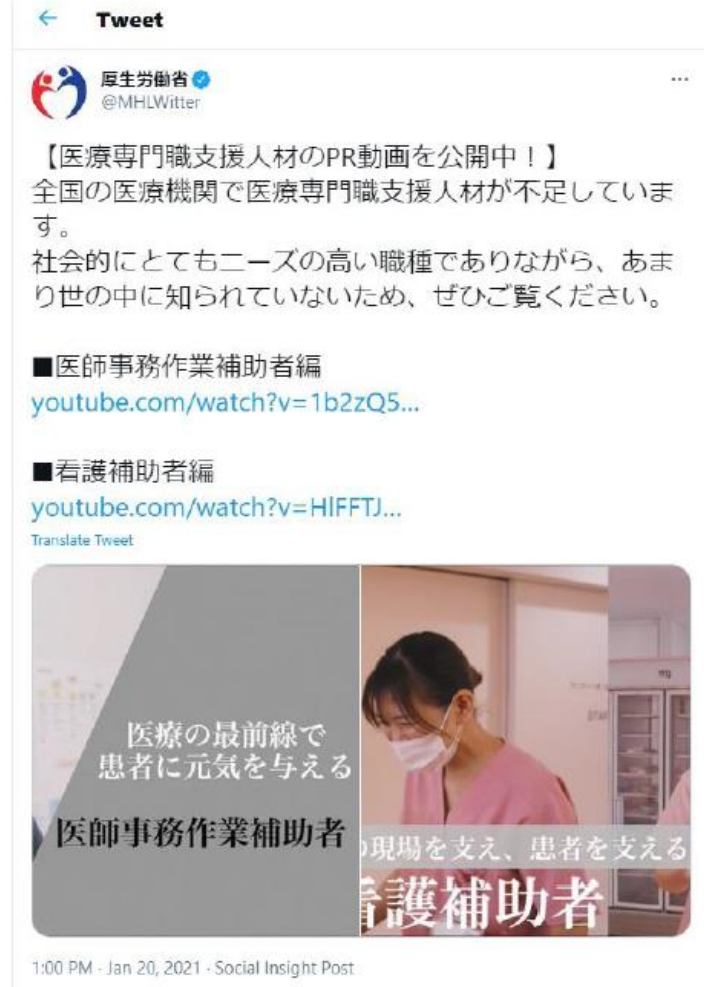 ← Tweet
厚生労働省
@MHLWitter
…
【医療専門職支援人材のPR動画を公開中！】
全国の医療機関で医療専門職支援人材が不足していま
す。
社会的にとてもニーズの高い職種でありながら、あま
り世の中に知られていないため、ぜひご覧ください。
■医師事務作業補助者編
youtube.com/watch?v=1b2zQ5...
■看護補助者編
youtube.com/watch?v=HlFFTJ...
Translate Tweet
医療の最前線で
患者に元気を与える
医師事務作業補助者
現場を支え、患者を支える
護補助者
1:00 PM · Jan 20, 2021 · Social Insight Post